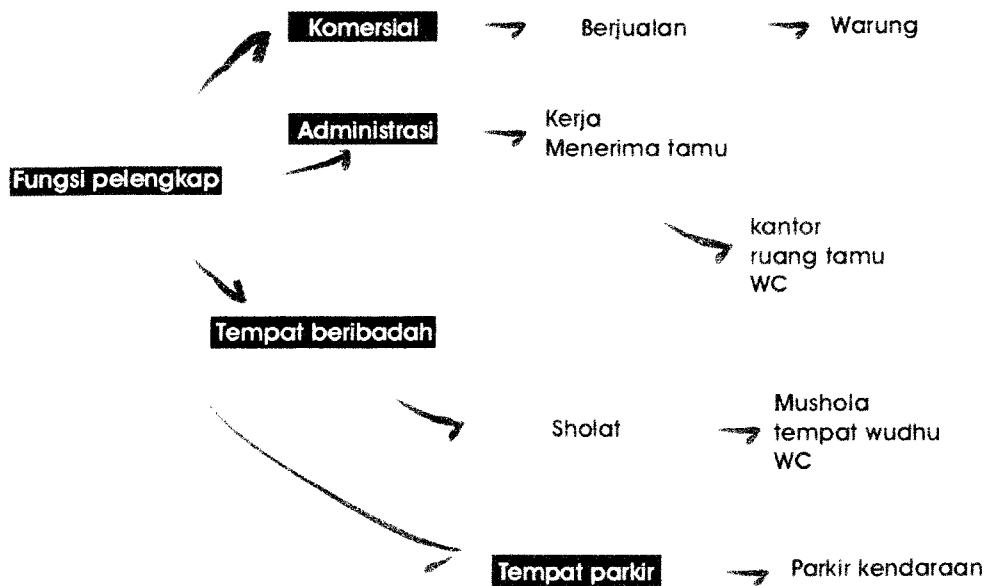 Komersial
Berjualan
Warung
Administrasi
Kerja
Menerima tamu
Fungsi pelengkap
kantor
ruang tamu
WC
Tempat beribadah
Sholat
Mushola
tempat wudhu
WC
Tempat parkir
Parkir kendaraan